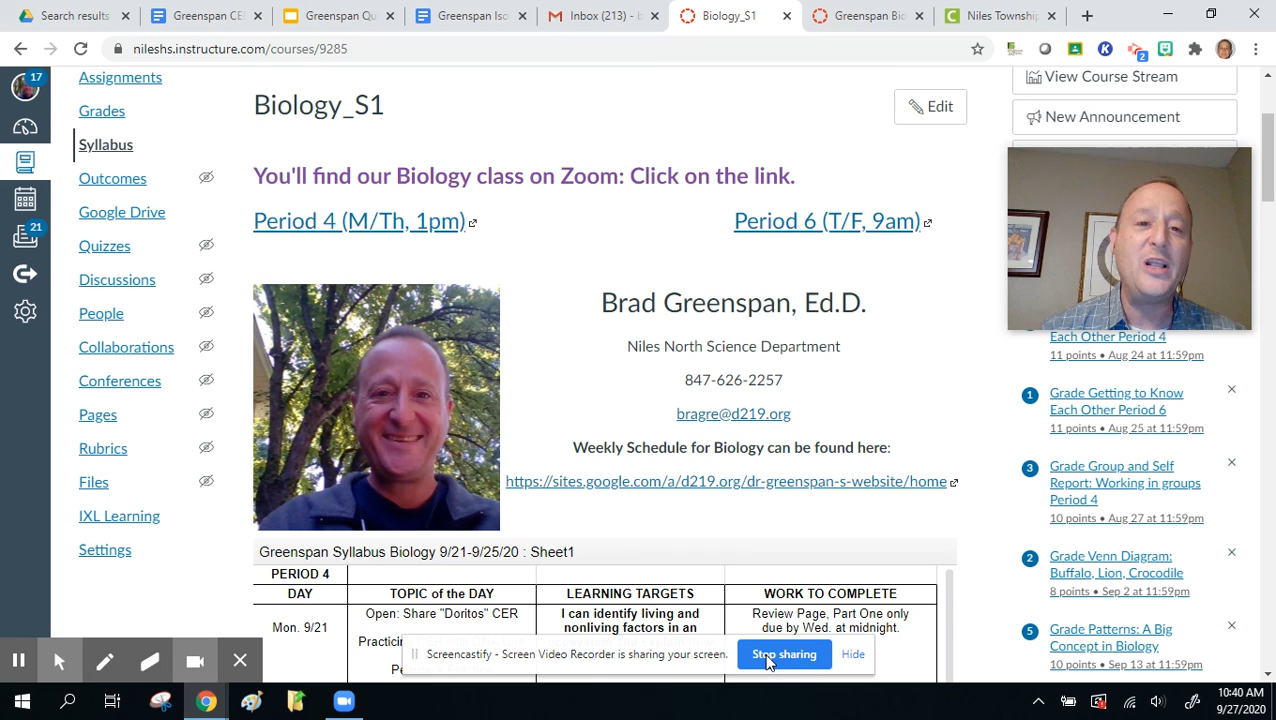 Search results
Greenspan CE
Greenspan Qu
Greenspan Iso
Inbox (213) - b
Biology_S1
Greenspan Bio
Niles Township
nileshs.instructure.com/courses/9285
2
17
21
Assignments
Grades
Syllabus
Outcomes
Google Drive
Quizzes
Discussions
People
Collaborations
Conferences
Pages
Rubrics
Files
IXL Learning
Settings
Biology_S1
Edit
You'll find our Biology class on Zoom: Click on the link.
Period 4 (M/Th, 1pm)
Period 6 (T/F, 9am)
Brad Greenspan, Ed.D.
Niles North Science Department
847-626-2257
bragre@d219.org
Weekly Schedule for Biology can be found here:
https://sites.google.com/a/d219.org/dr-greenspan-s-website/home
Greenspan Syllabus Biology 9/21-9/25/20 : Sheet1
PERIOD 4
DAY TOPIC of the DAY LEARNING TARGETS WORK TO COMPLETE
Mon. 9/21
Open: Share "Doritos" CER
Practicin
I can identify living and
nonliving factors in an
Review Page, Part One only
due by Wed. at midnight.
View Course Stream
New Announcement
Each Other Period 4
11 points • Aug 24 at 11:59pm
1 Grade Getting to Know
Each Other Period 6
11 points • Aug 25 at 11:59pm
3 Grade Group and Self
Report: Working in groups
Period 4
10 points • Aug 27 at 11:59pm
2 Grade Venn Diagram:
Buffalo, Lion, Crocodile
8 points • Sep 2 at 11:59pm
5 Grade Patterns: A Big
Concept in Biology
10 points • Sep 13 at 11:59pm
Screencastify - Screen Video Recorder is sharing your screen. Stop sharing Hide
10:40 AM
9/27/2020